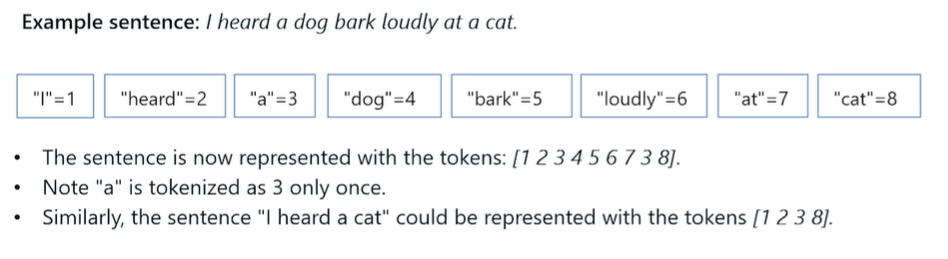 Example sentence: I heard a dog bark loudly at a cat.
"I"=1 "heard"=2 "a"=3 "dog"=4 "bark"=5 "loudly"=6 "at"=7 "cat"=8
• The sentence is now represented with the tokens: [1 2 3 4 5 6 7 3 8].
• Note "a" is tokenized as 3 only once.
• Similarly, the sentence "I heard a cat" could be represented with the tokens [1 2 3 8].